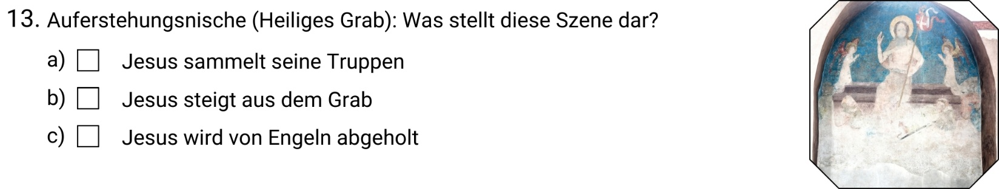 13. Auferstehungsnische (Heiliges Grab): Was stellt diese Szene dar?
a) Jesus sammelt seine Truppen
b) Jesus steigt aus dem Grab
c) Jesus wird von Engeln abgeholt